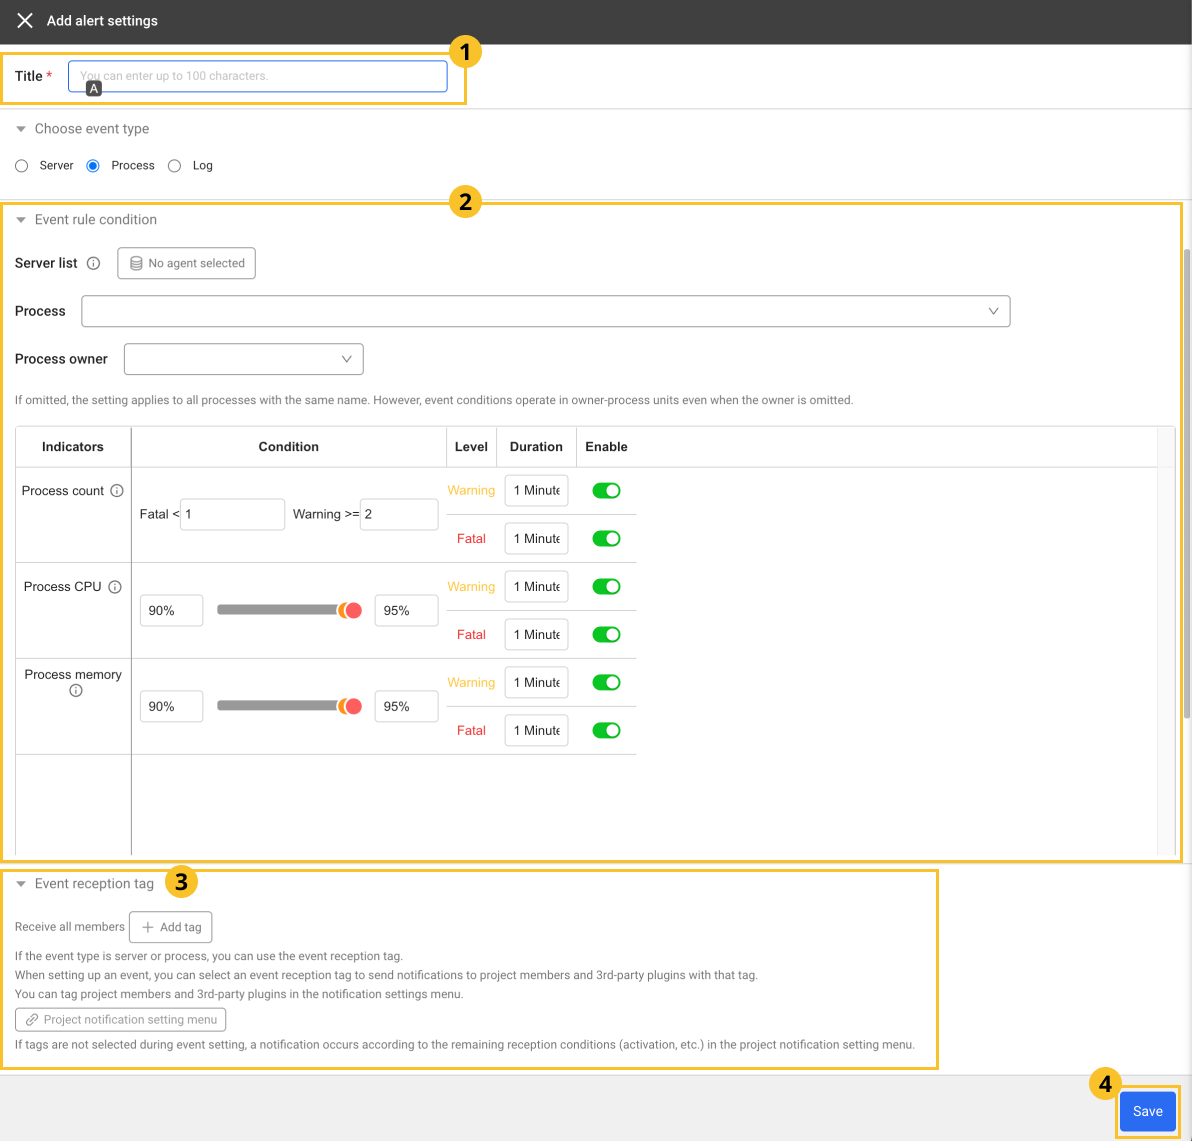 Add alert settings
1
Title * You can enter up to 100 characters.
A
Choose event type
Server Process Log
2
Event rule condition
Server list No agent selected
Process
Process owner
If omitted, the setting applies to all processes with the same name. However, event conditions operate in owner-process units even when the owner is omitted.
Indicators Condition Level Duration Enable
Process count Fatal < 1 Warning >= 2 Warning 1 Minute
Fatal 1 Minute
Process CPU 90% 95% Warning 1 Minute
Fatal 1 Minute
Process memory 90% 95% Warning 1 Minute
Fatal 1 Minute
Event reception tag 3
Receive all members Add tag
If the event type is server or process, you can use the event reception tag.
When setting up an event, you can select an event reception tag to send notifications to project members and 3rd-party plugins with that tag.
You can tag project members and 3rd-party plugins in the notification settings menu.
Project notification setting menu
If tags are not selected during event setting, a notification occurs according to the remaining reception conditions (activation, etc.) in the project notification setting menu.
4
Save